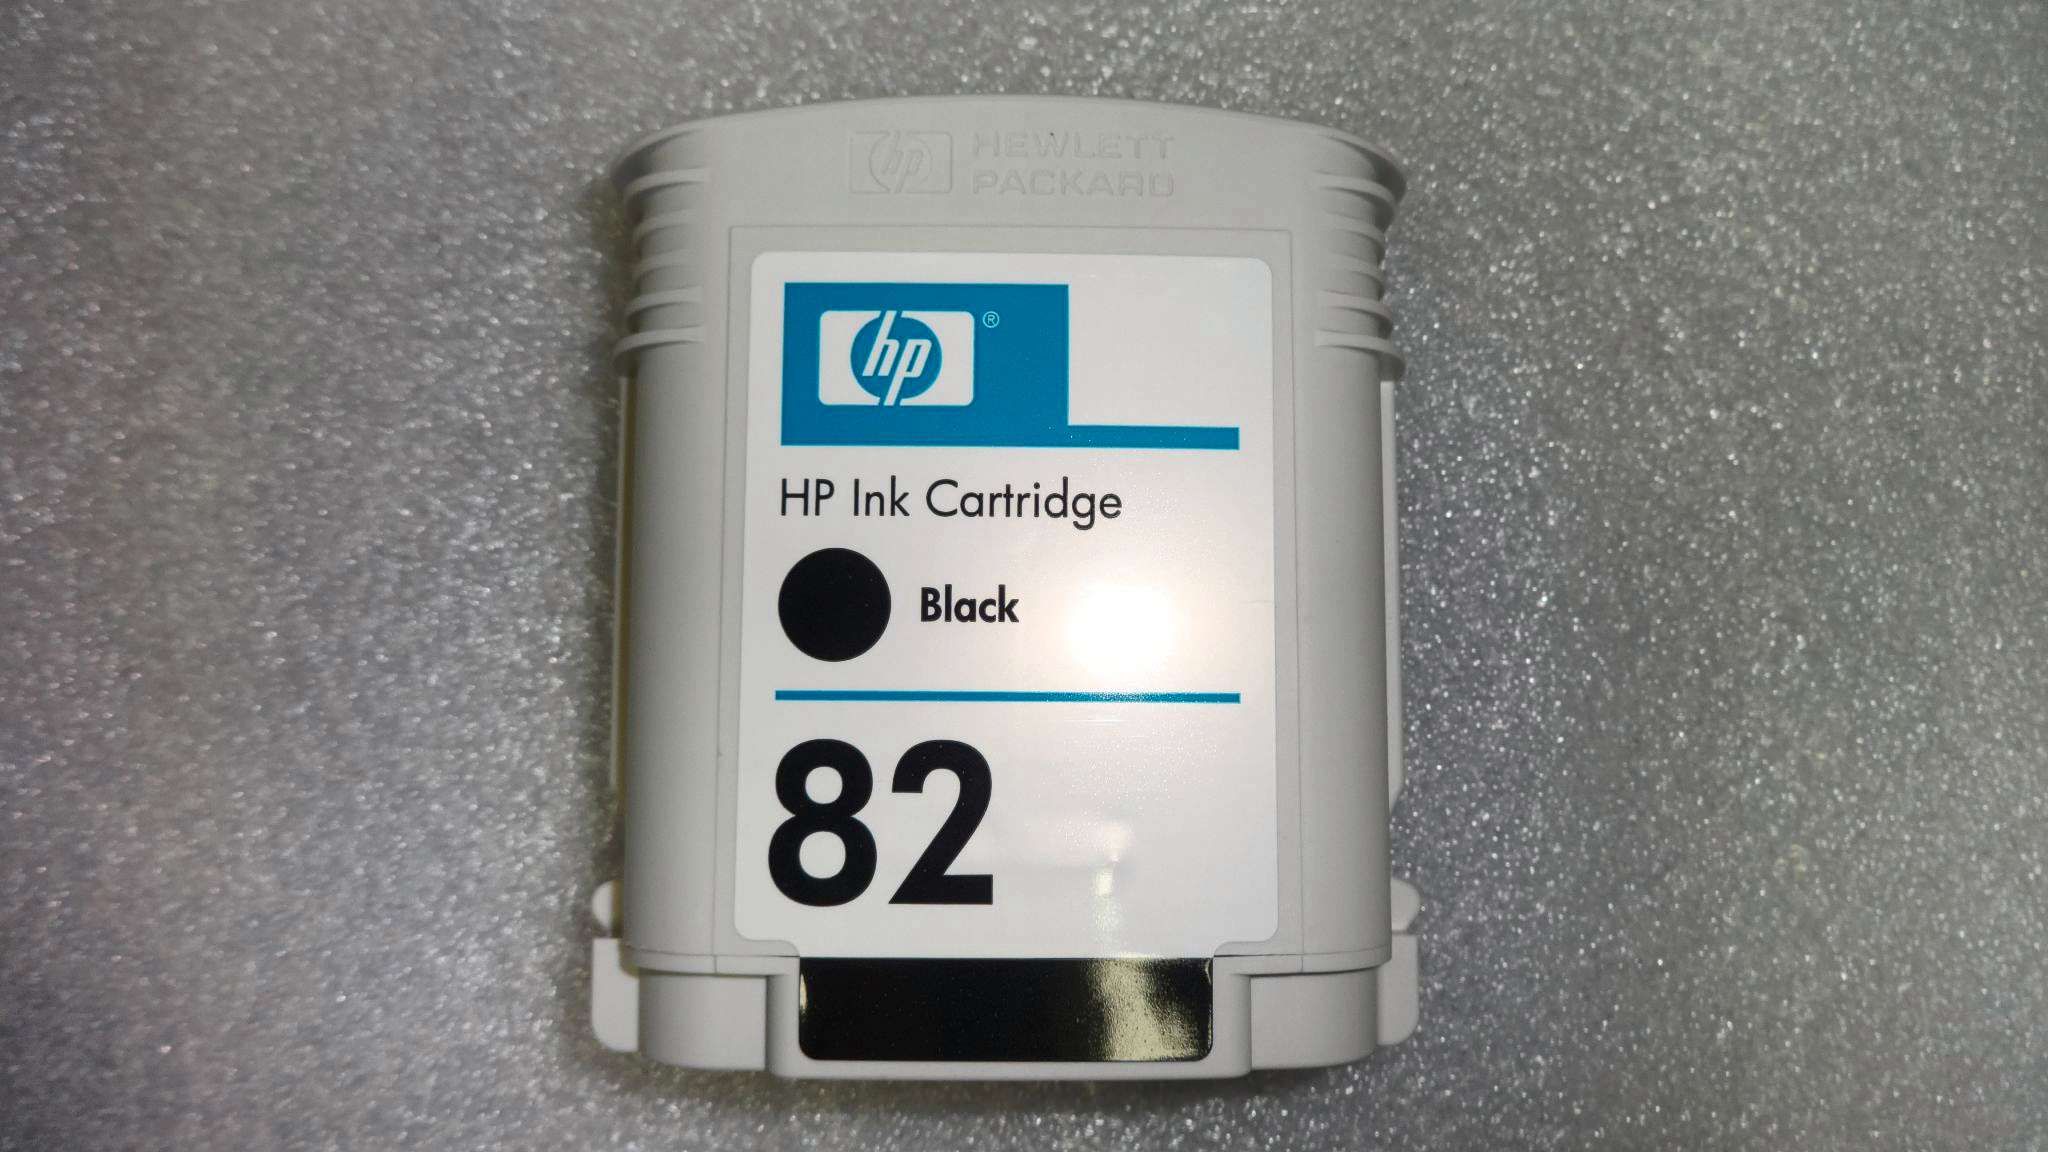 hp HEWLETT
PACKARD
hp ®
HP Ink Cartridge
Black
82